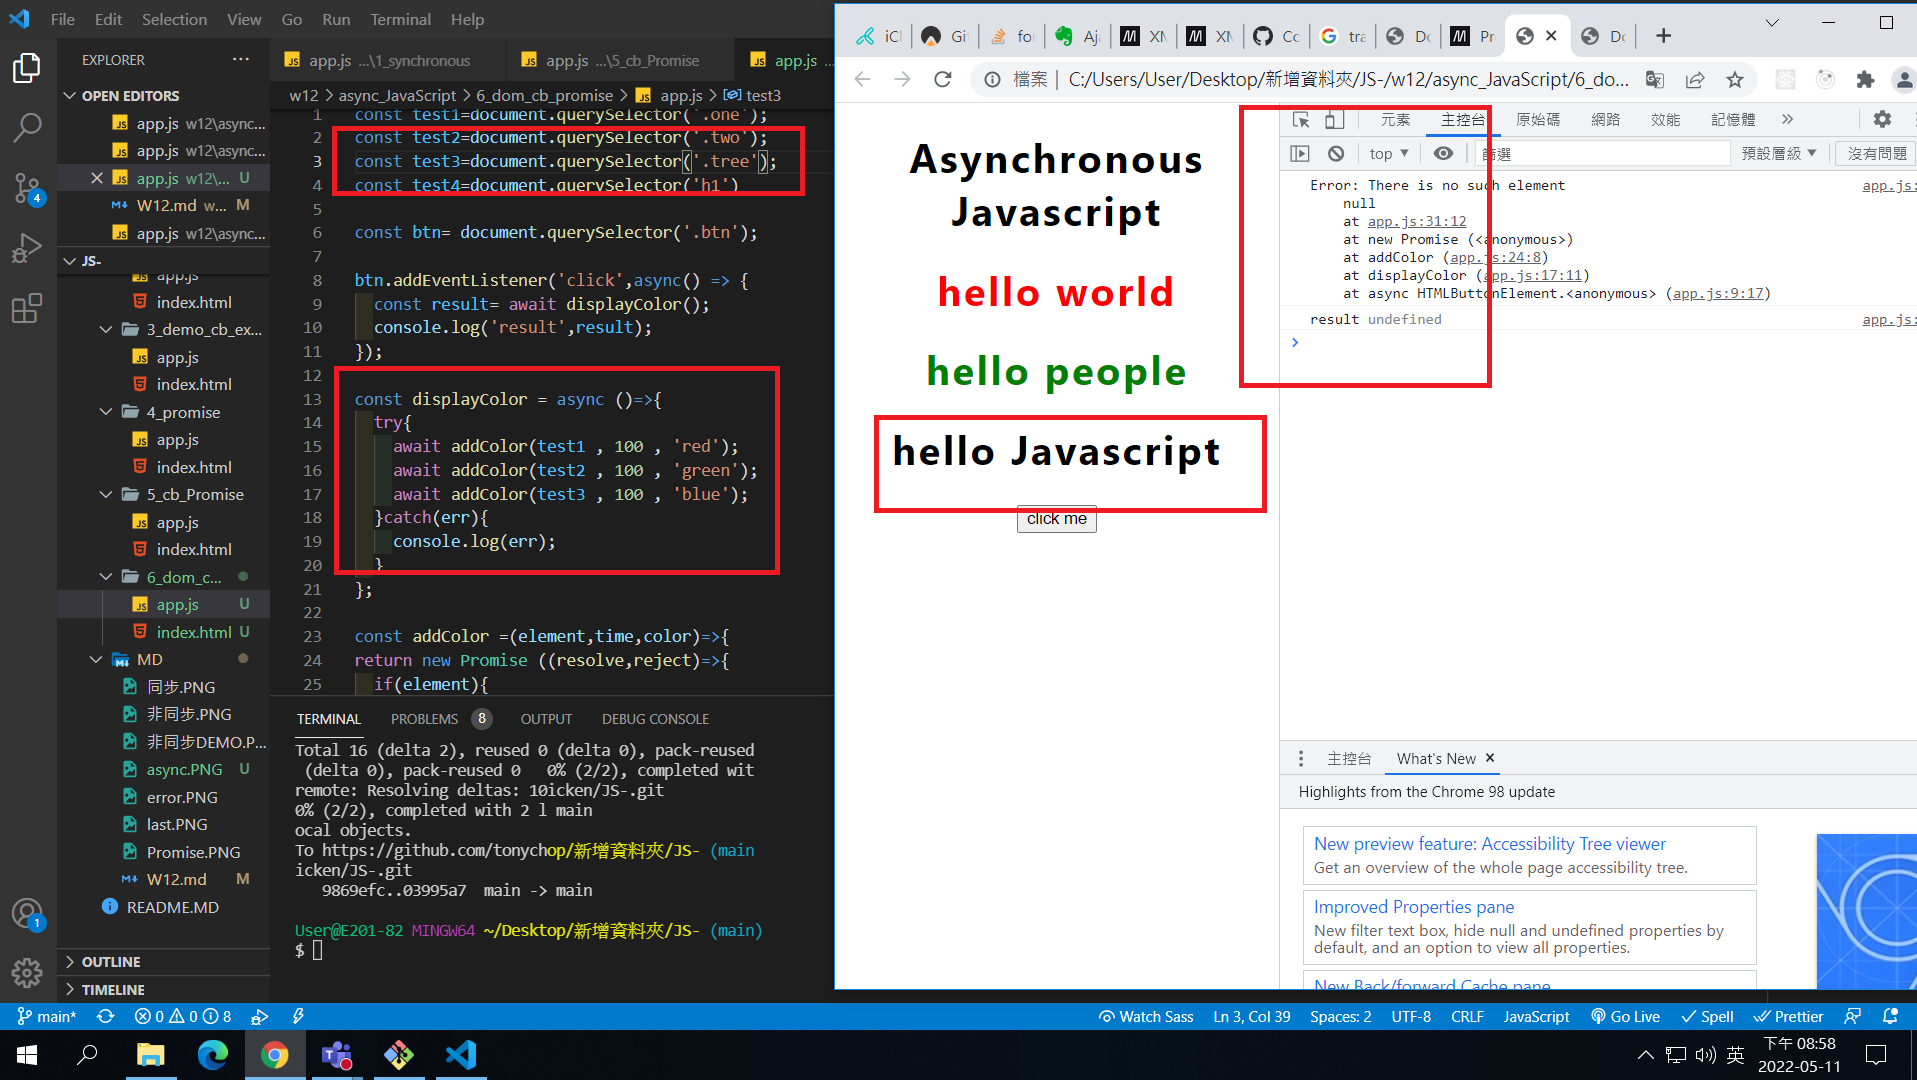 File Edit Selection View Go Run Terminal Help
EXPLORER ...
OPEN EDITORS
app.js w12\async...
app.js w12\async...
app.js w12\... U
W12.md w... M
app.js w12\async...
4
JS-
app.js
index.html
3_demo_cb_ex...
app.js
index.html
4_promise
app.js
index.html
5_cb_Promise
app.js
index.html
6_dom_c...
app.js U
index.html U
MD
同步.PNG
非同步.PNG
非同步DEMO.P...
async.PNG U
error.PNG
last.PNG
Promise.PNG
W12.md M
README.MD
1
OUTLINE
TIMELINE
app.js ...\1_synchronous
app.js ...\5_cb_Promise
app.js ...
w12 > async_JavaScript > 6_dom_cb_promise > app.js > test3
1 const test1=document.querySelector('.one');
2 const test2=document.querySelector('.two');
3 const test3=document.querySelector('.tree');
4 const test4=document.querySelector('h1')
5
6 const btn= document.querySelector('.btn');
7
8 btn.addEventListener('click',async() => {
9 const result= await displayColor();
10 console.log('result',result);
11 });
12
13 const displayColor = async ()=>{
14 try{
15 await addColor(test1 , 100 , 'red');
16 await addColor(test2 , 100 , 'green');
17 await addColor(test3 , 100 , 'blue');
18 }catch(err){
19 console.log(err);
20 }
21 };
22
23 const addColor =(element,time,color)=>{
24 return new Promise ((resolve,reject)=>{
25 if(element){
TERMINAL PROBLEMS 8 OUTPUT DEBUG CONSOLE
Total 16 (delta 2), reused 0 (delta 0), pack-reused
(delta 0), pack-reused 0 0% (2/2), completed wit
remote: Resolving deltas: 10icken/JS-.git
0% (2/2), completed with 2 l main
ocal objects.
To https://github.com/tonychop/新增資料夾/JS- (main
icken/JS-.git
9869efc..03995a7 main -> main
User@E201-82 MINGW64 ~/Desktop/新增資料夾/JS- (main)
$
iCl Gi fo Aja XM XM Co tra Do Pr Do
檔案 | C:/Users/User/Desktop/新增資料夾/JS-/w12/async_JavaScript/6_do...
Asynchronous
Javascript
hello world
hello people
hello Javascript
click me
元素 主控台 原始碼 網路 效能 記憶體 »
top ▼ 篩選 預設層級 ▼ 沒有問題
Error: There is no such element app.js:
null
at app.js:31:12
at new Promise (<anonymous>)
at addColor (app.js:24:8)
at displayColor (app.js:17:11)
at async HTMLButtonElement.<anonymous> (app.js:9:17)
result undefined app.js:
>
主控台 What's New ×
Highlights from the Chrome 98 update
New preview feature: Accessibility Tree viewer
Get an overview of the whole page accessibility tree.
Improved Properties pane
New filter text box, hide null and undefined properties by
default, and an option to view all properties.
New Back/forward Cache pane
main* 0 0 8 Watch Sass Ln 3, Col 39 Spaces: 2 UTF-8 CRLF JavaScript Go Live Spell Prettier
英
下午 08:58
2022-05-11